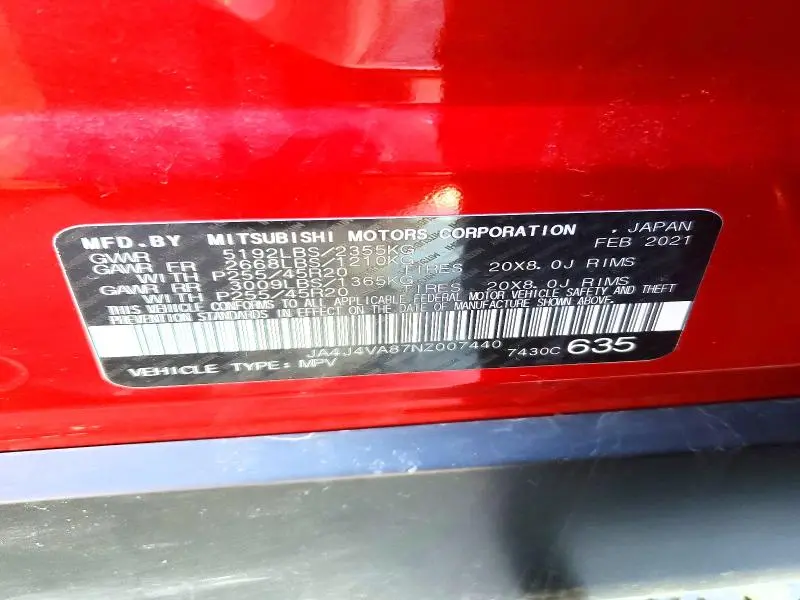 MFD.BY MITSUBISHI MOTORS CORPORATION , JAPAN
GVWR 5192LBS/2355KG FEB 2021
GAWR FR 2668LBS/1210KG
WITH P255/45R20 TIRES 20X8.0J RIMS
GAWR RR 3009LBS/1365KG
WITH P255/45R20 TIRES 20X8.0J RIMS
THIS VEHICLE CONFORMS TO ALL APPLICABLE FEDERAL MOTOR VEHICLE SAFETY AND THEFT
PREVENTION STANDARDS IN EFFECT ON THE DATE OF MANUFACTURE SHOWN ABOVE.
JA4J4VA87NZ007440
7430C 635
VEHICLE TYPE: MPV